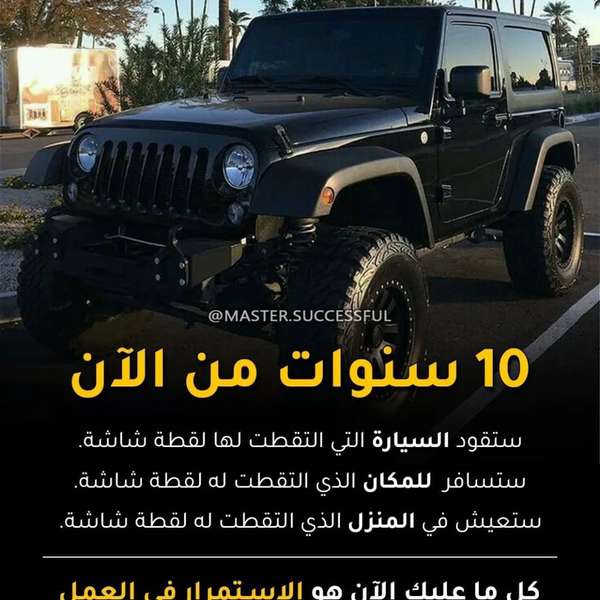 @MASTER.SUCCESSFUL
10 سنوات من الآن
ستقود السيارة التي التقطت لها لقطة شاشة.
ستسافر للمكان الذي التقطت له لقطة شاشة.
ستعيش في المنزل الذي التقطت له لقطة شاشة.
كل ما عليك الآن هو الاستمرار في العمل